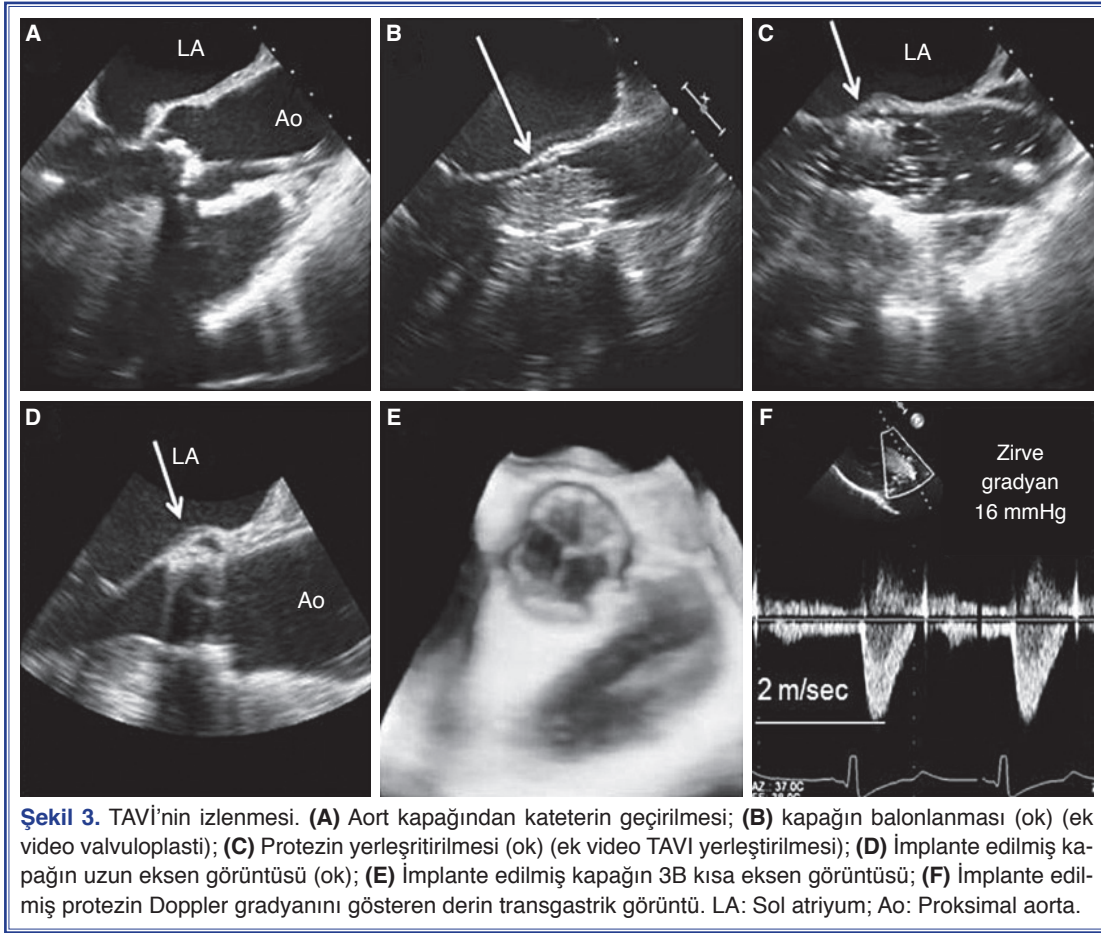 A
LA
Ao
B
C
LA
D
LA
Ao
E
F
Zirve
gradyan
16 mmHg
2 m/sec
AZ.: 37.0C
Şekil 3. TAVİ'nin izlenmesi. (A) Aort kapağından kateterin geçirilmesi; (B) kapağın balonlanması (ok) (ek
video valvuloplasti); (C) Protezin yerleşritirilmesi (ok) (ek video TAVI yerleştirilmesi); (D) İmplante edilmiş ka-
pağın uzun eksen görüntüsü (ok); (E) İmplante edilmiş kapağın 3B kısa eksen görüntüsü; (F) İmplante edil-
miş protezin Doppler gradyanını gösteren derin transgastrik görüntü. LA: Sol atriyum; Ao: Proksimal aorta.